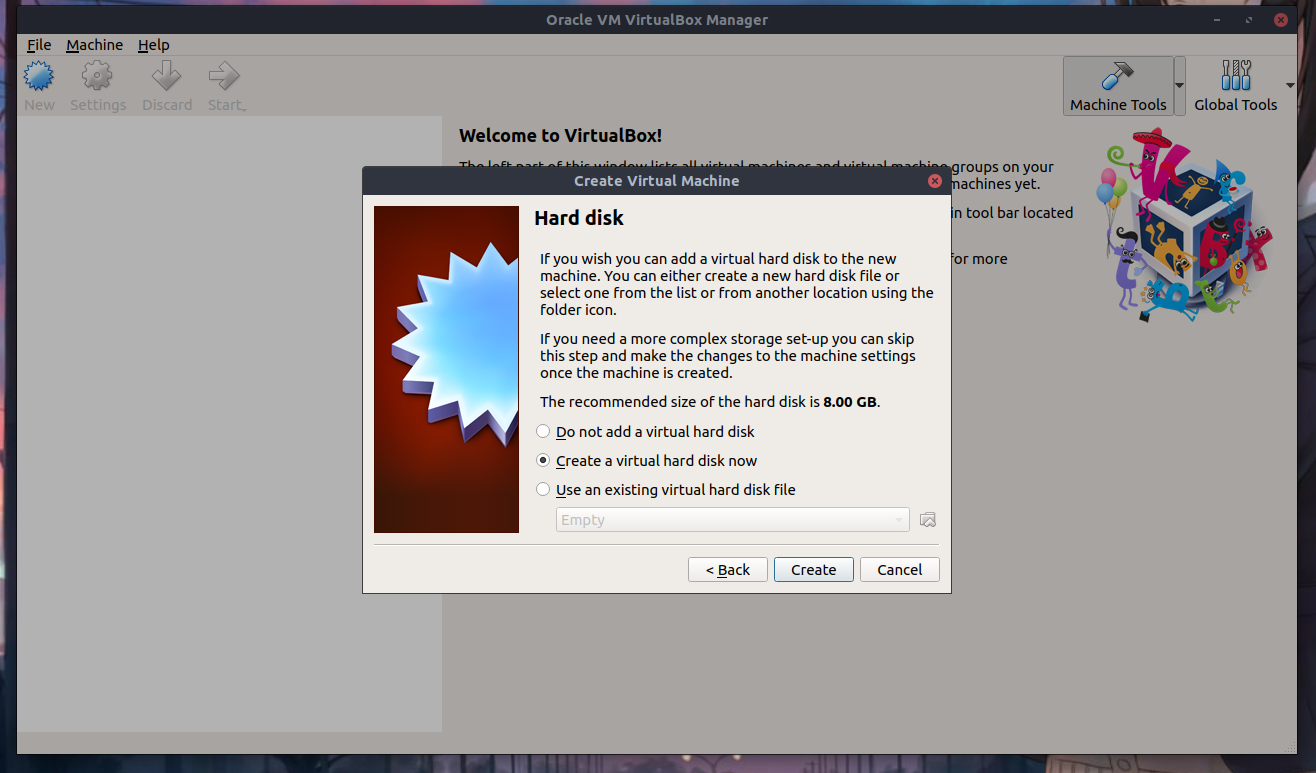 Oracle VM VirtualBox Manager
File Machine Help
New Settings Discard Start
Machine Tools Global Tools
Welcome to VirtualBox!
The left part of this window lists all virtual machines and virtual machine groups on your
machines yet.
in tool bar located
for more
Create Virtual Machine
Hard disk
If you wish you can add a virtual hard disk to the new
machine. You can either create a new hard disk file or
select one from the list or from another location using the
folder icon.
If you need a more complex storage set-up you can skip
this step and make the changes to the machine settings
once the machine is created.
The recommended size of the hard disk is 8.00 GB.
Do not add a virtual hard disk
Create a virtual hard disk now
Use an existing virtual hard disk file
Empty
< Back Create Cancel